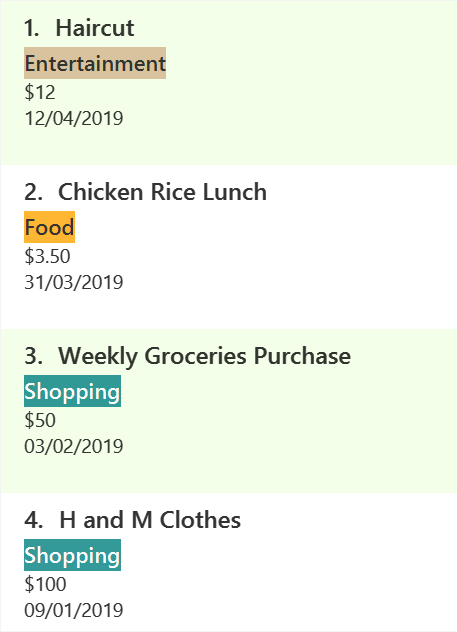 1. Haircut
Entertainment
$12
12/04/2019
2. Chicken Rice Lunch
Food
$3.50
31/03/2019
3. Weekly Groceries Purchase
Shopping
$50
03/02/2019
4. H and M Clothes
Shopping
$100
09/01/2019